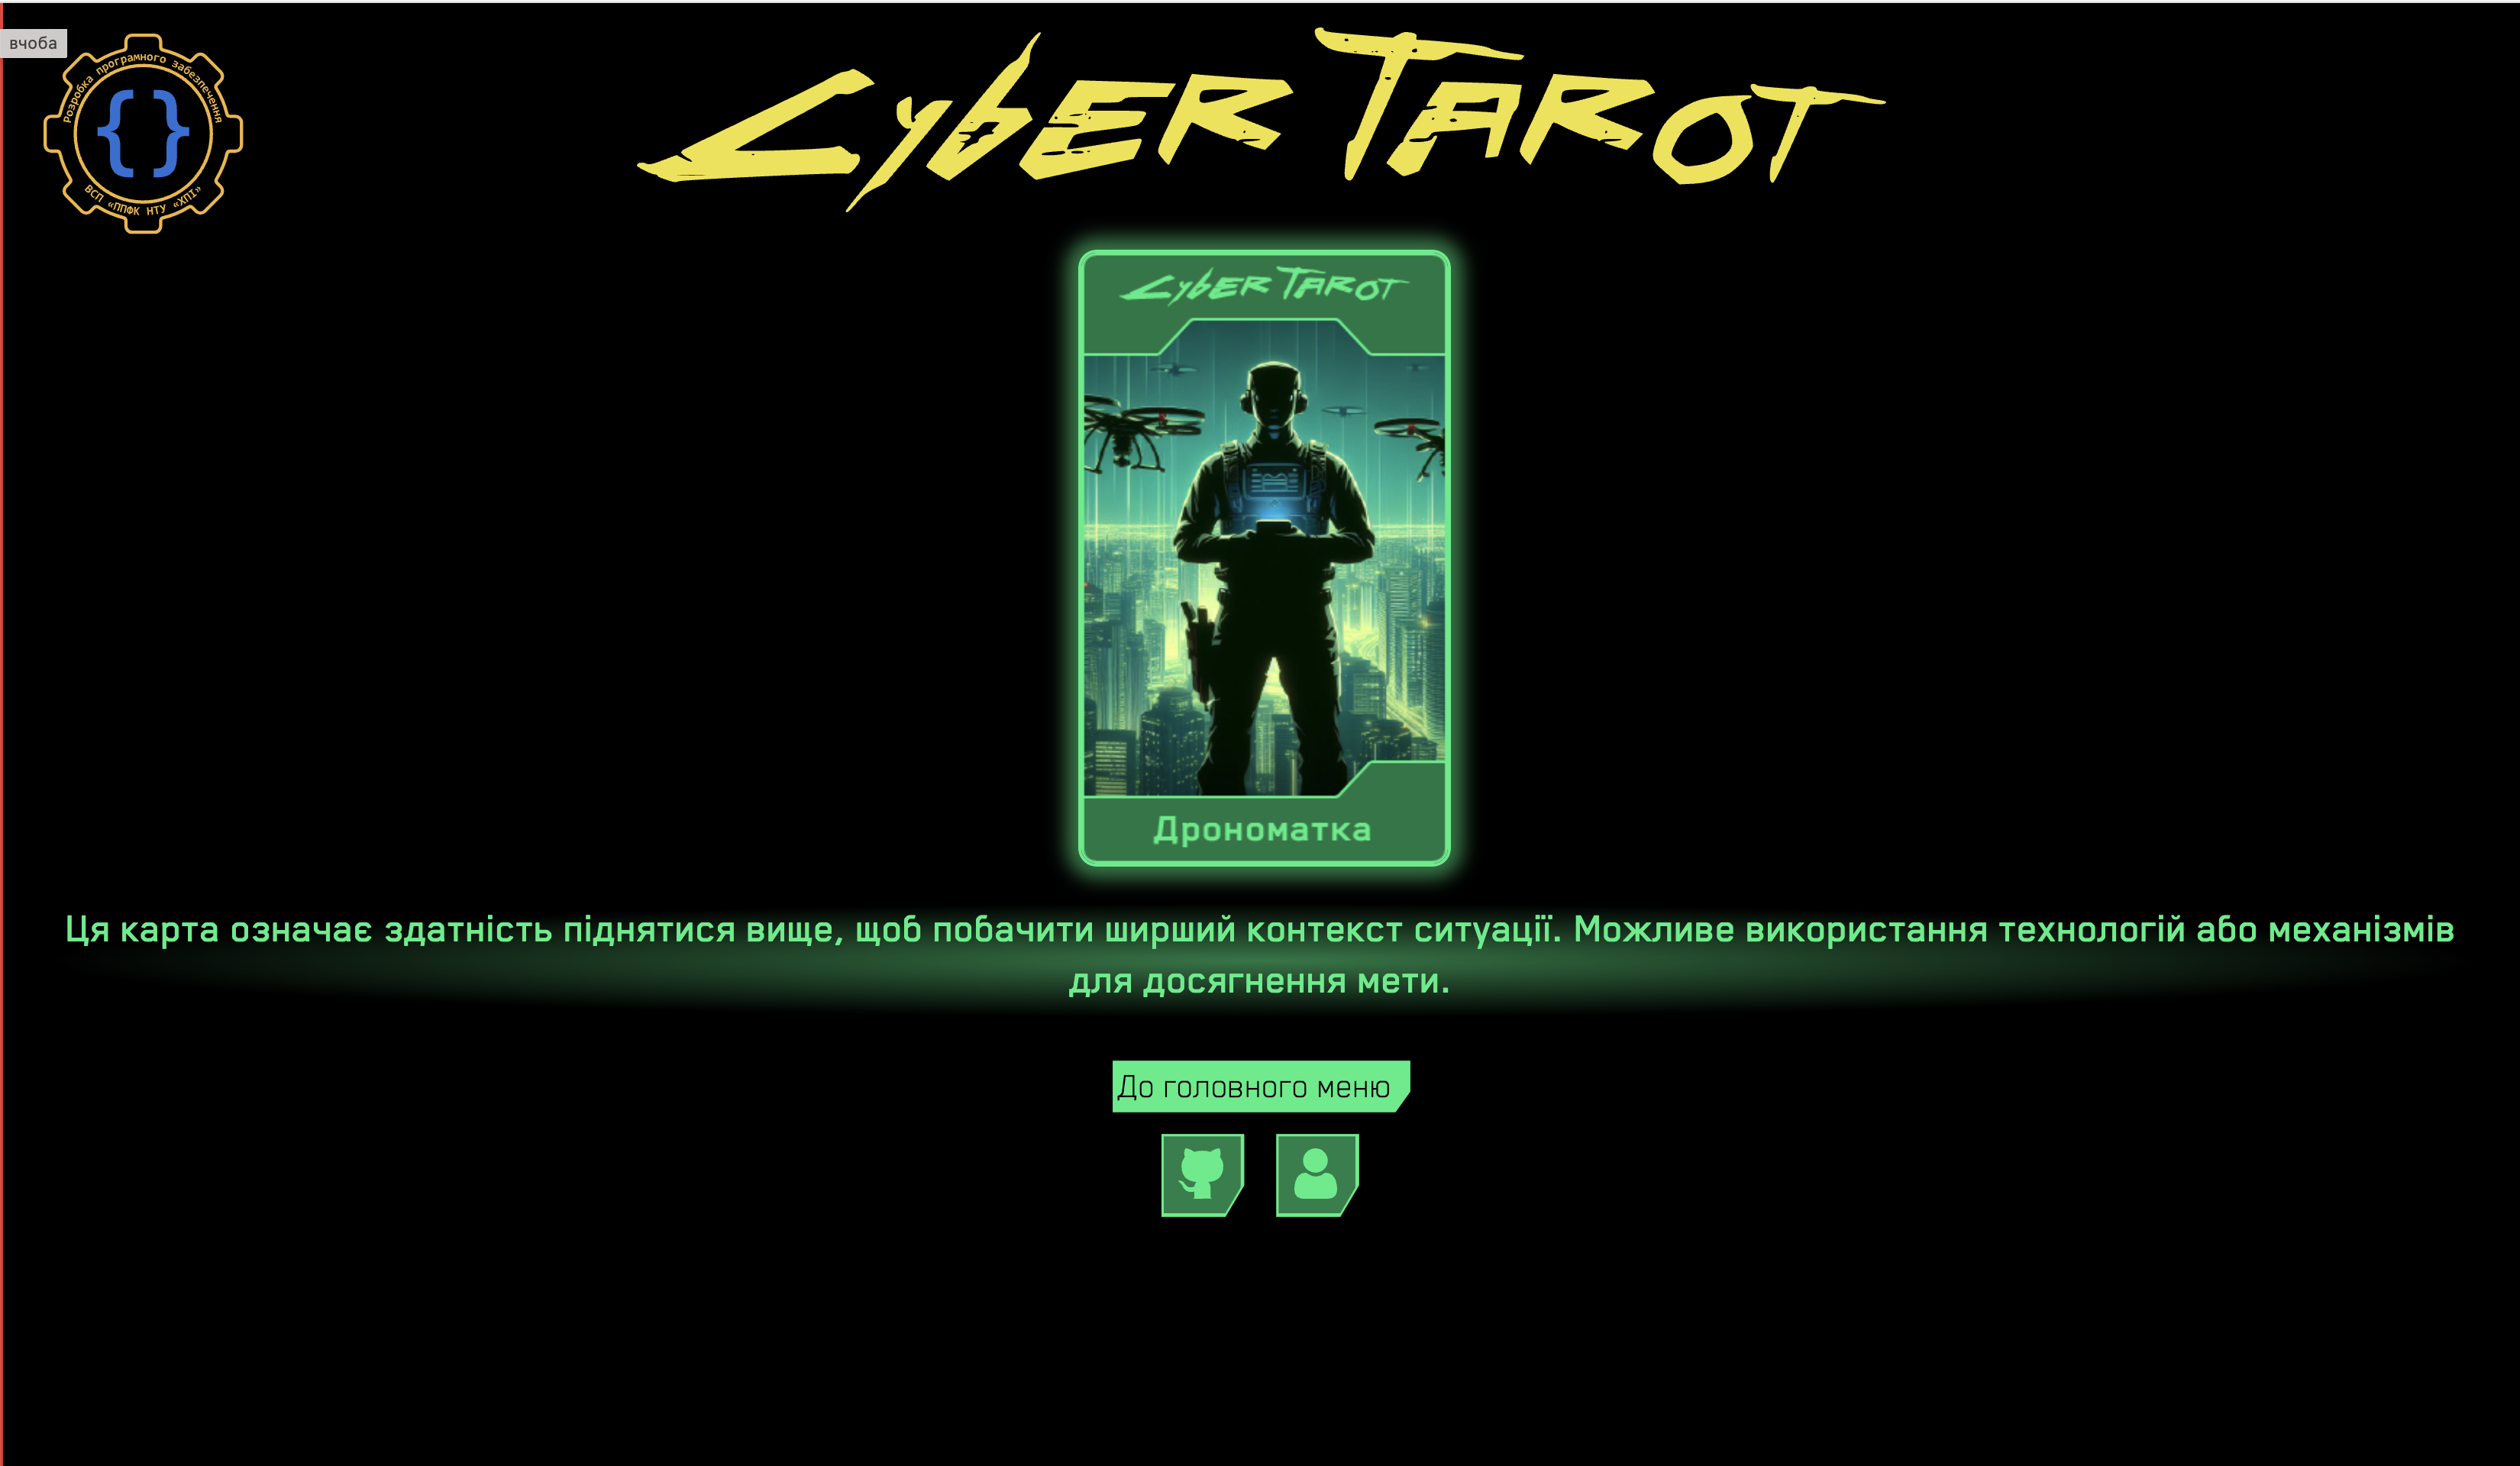 вчоба
Розробка програмного забезпечення
{ }
ВСП «ППФК НТУ «ХПІ»
CybER TAROT
CybER TAROT
Дрономатка
Ця карта означає здатність піднятися вище, щоб побачити ширший контекст ситуації. Можливе використання технологій або механізмів
для досягнення мети.
До головного меню